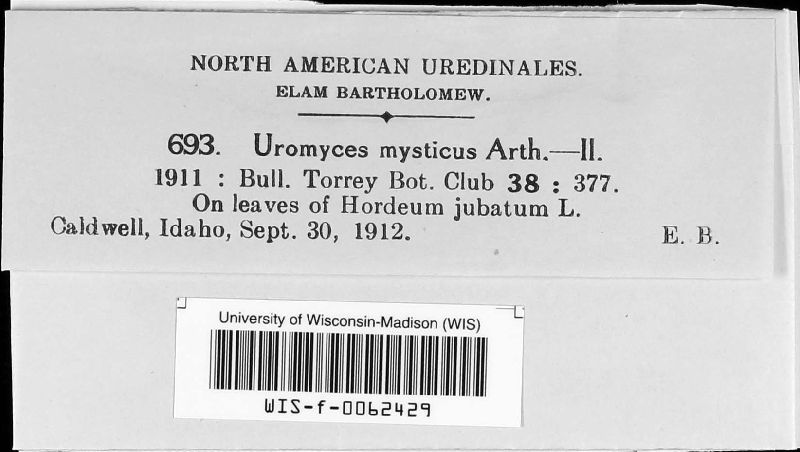 NORTH AMERICAN UREDINALES.
ELAM BARTHOLOMEW.
693. Uromyces mysticus Arth.—II.
1911 : Bull. Torrey Bot. Club 38 : 377.
On leaves of Hordeum jubatum L.
Caldwell, Idaho, Sept. 30, 1912. E. B.
University of Wisconsin-Madison (WIS)
WIS-f-0062429